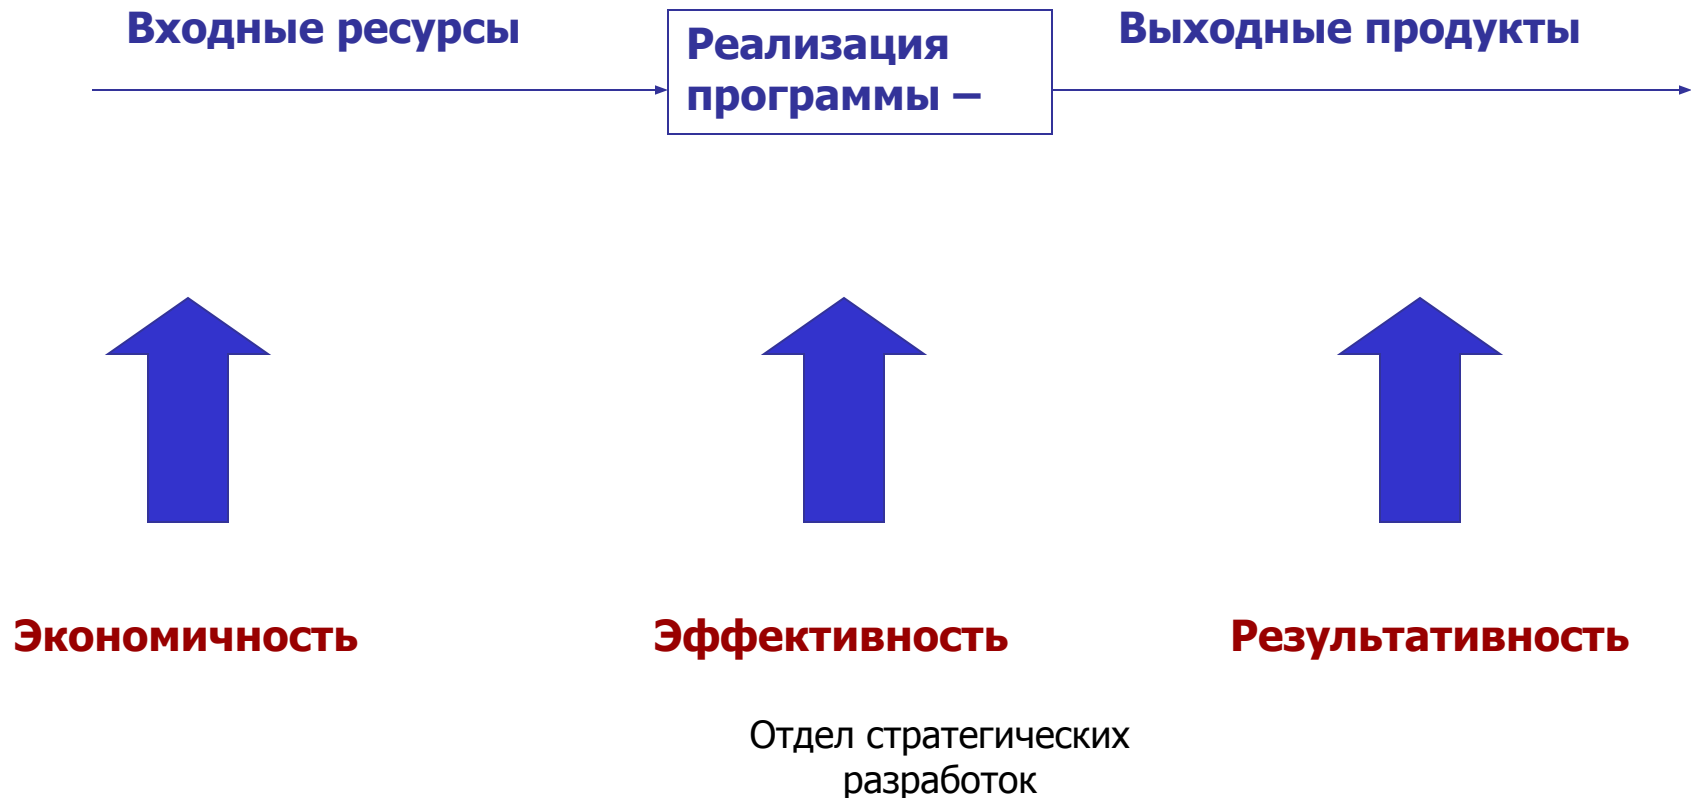 Входные ресурсы
Реализация
программы –
Выходные продукты
Экономичность
Эффективность
Результативность
Отдел стратегических
разработок